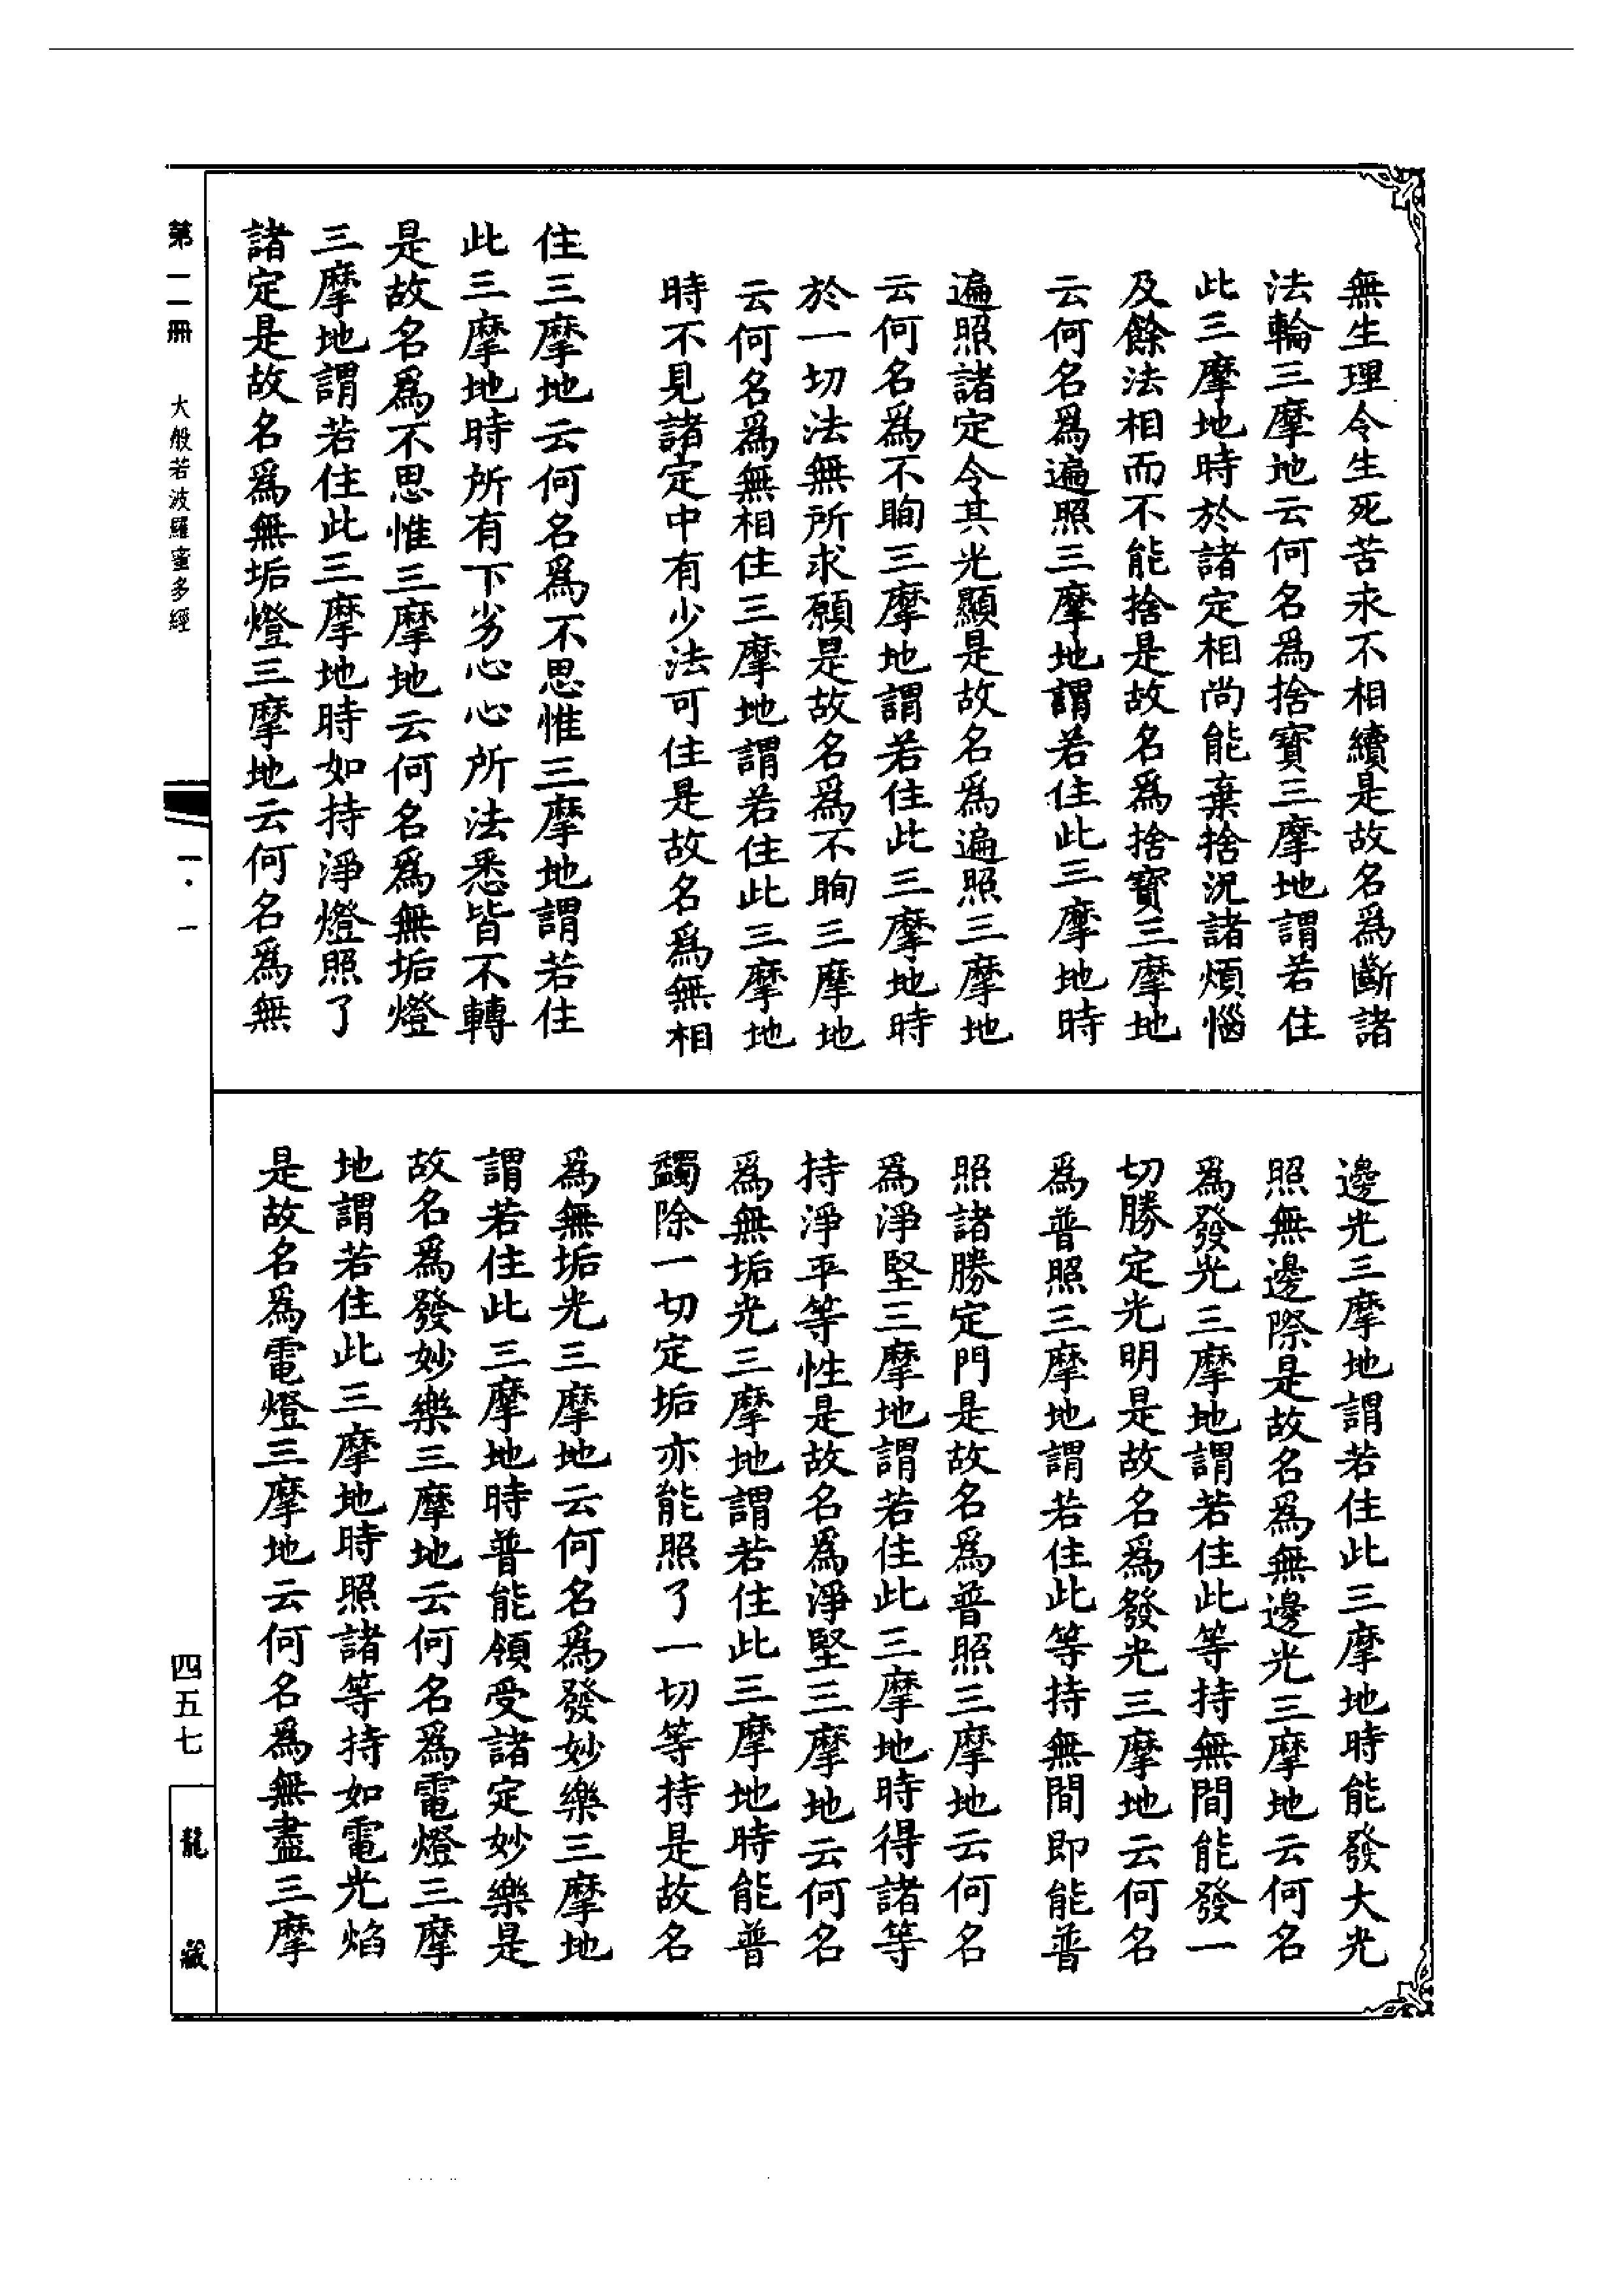 無生理令生死苦永不相續是故名爲斷諸
法輪三摩地云何名爲捨寶三摩地謂若住
此三摩地時於諸定相尚能棄捨況諸煩惱
及餘法相而不能捨是故名爲捨寶三摩地
云何名爲遍照三摩地謂若住此三摩地時
遍照諸定令其光顯是故名爲遍照三摩地
云何名爲不眴三摩地謂若住此三摩地時
於一切法無所求願是故名爲不眴三摩地
云何名爲無相住三摩地謂若住此三摩地
時不見諸定中有少法可住是故名爲無相
住三摩地云何名爲不思惟三摩地謂若住
此三摩地時所有下劣心心所法悉皆不轉
是故名爲不思惟三摩地云何名爲無垢燈
三摩地謂若住此三摩地時如持淨燈照了
諸定是故名爲無垢燈三摩地云何名爲無
邊光三摩地謂若住此三摩地時能發大光
照無邊際是故名爲無邊光三摩地云何名
爲發光三摩地謂若住此等持無間能發一
切勝定光明是故名爲發光三摩地云何名
爲普照三摩地謂若住此等持無間即能普
照諸勝定門是故名爲普照三摩地云何名
爲淨堅三摩地謂若住此三摩地時得諸等
持淨平等性是故名爲淨堅三摩地云何名
爲無垢光三摩地謂若住此三摩地時能普
蠲除一切定垢亦能照了一切等持是故名
爲無垢光三摩地云何名爲發妙樂三摩地
謂若住此三摩地時普能領受諸定妙樂是
故名爲發妙樂三摩地云何名爲電燈三摩
地謂若住此三摩地時照諸等持如電光焰
是故名爲電燈三摩地云何名爲無盡三摩
第二冊 大般若波羅蜜多經
一·一
四五七
龍藏